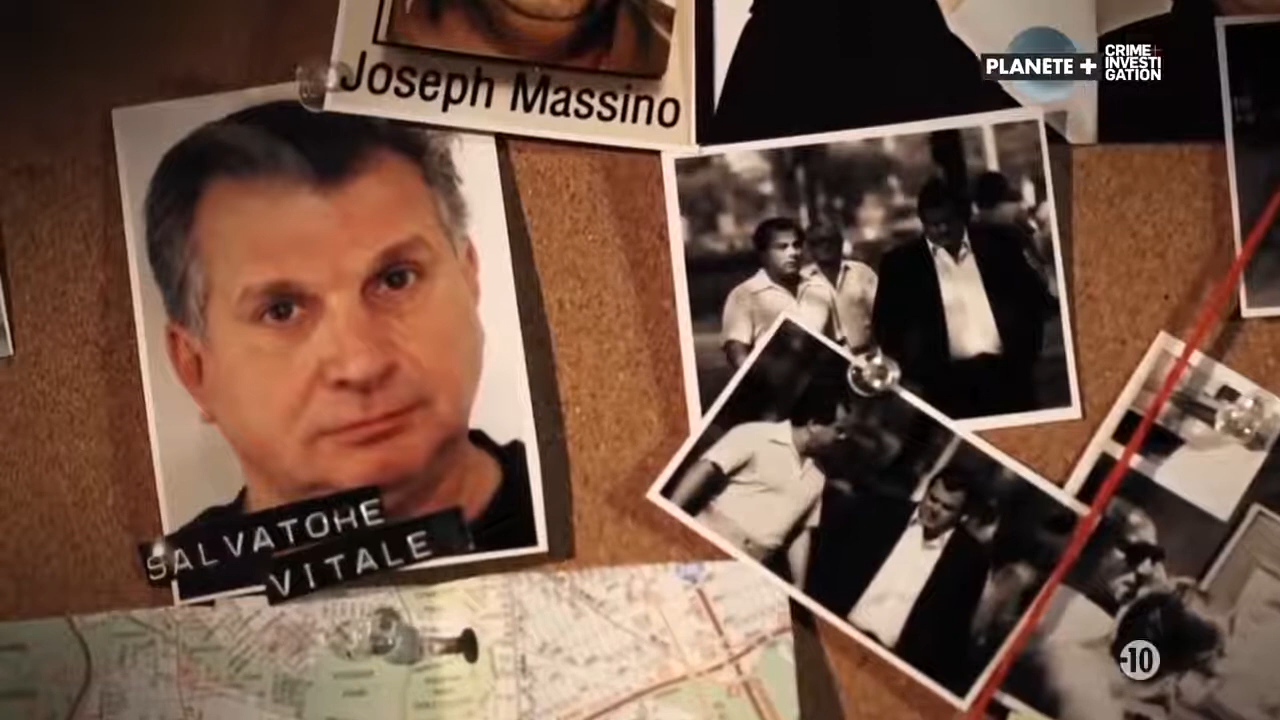 Joseph Massino
PLANETE +
CRIME+
INVESTI
GATION
SALVATORE
VITALE
-10